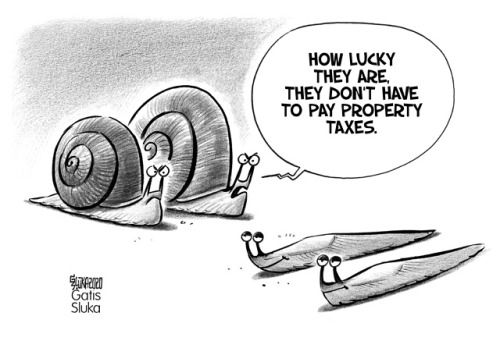 HOW LUCKY
THEY ARE,
THEY DON'T HAVE
TO PAY PROPERTY
TAXES.
Gatis
Sluka